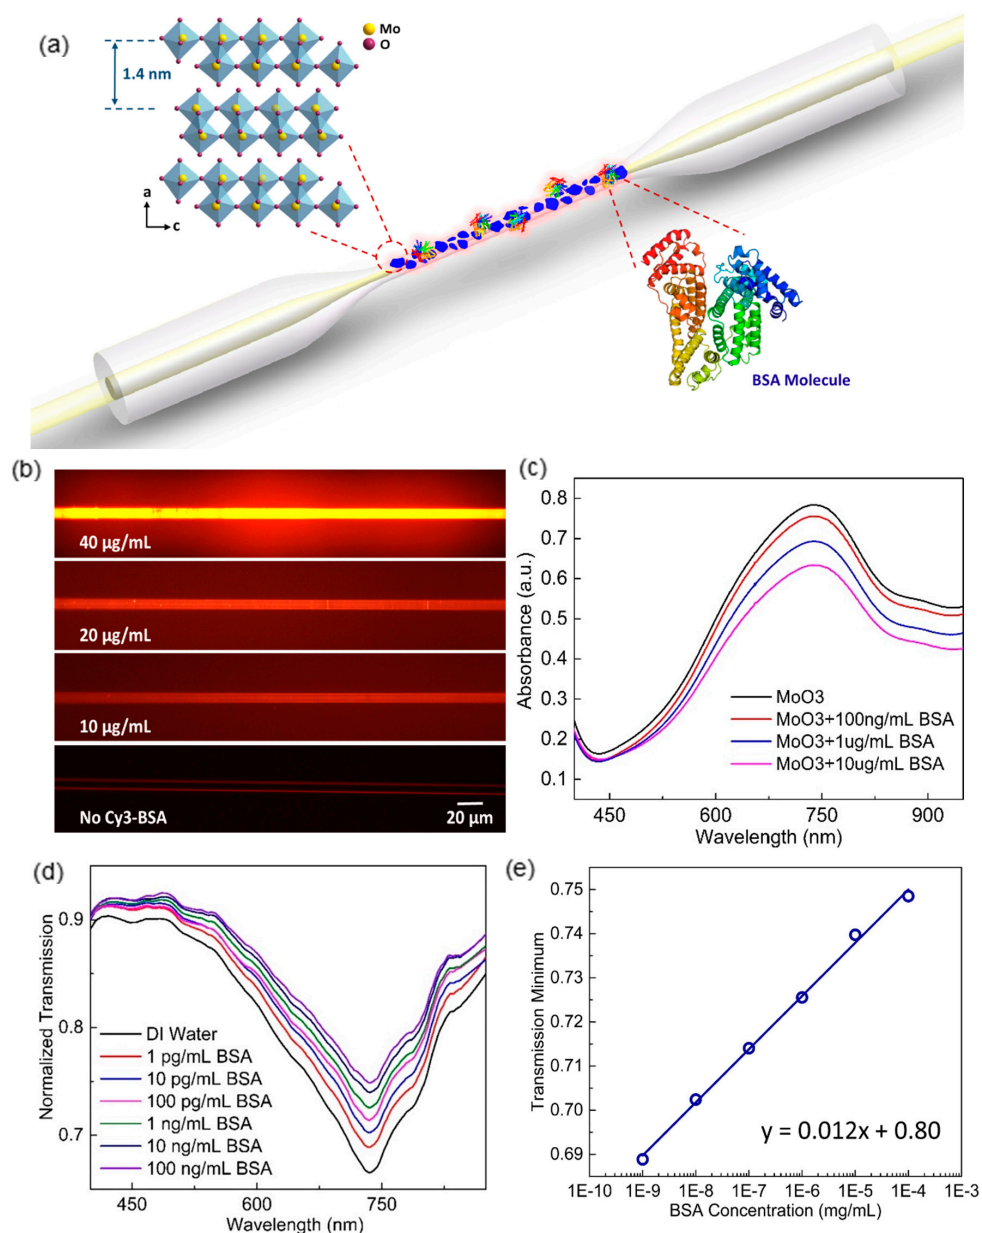 (a)
Mo
O
1.4 nm
a
c
BSA Molecule
(b)
40 µg/mL
20 µg/mL
10 µg/mL
No Cy3-BSA
20 µm
(c)
Absorbance (a.u.)
0.8
0.7
0.6
0.5
0.4
0.3
0.2
0.1
MoO3
MoO3+100ng/mL BSA
MoO3+1ug/mL BSA
MoO3+10ug/mL BSA
450 600 750 900
Wavelength (nm)
(d)
Normalized Transmission
0.9
0.8
0.7
DI Water
1 pg/mL BSA
10 pg/mL BSA
100 pg/mL BSA
1 ng/mL BSA
10 ng/mL BSA
100 ng/mL BSA
450 600 750
Wavelength (nm)
(e)
Transmission Minimum
0.75
0.74
0.73
0.72
0.71
0.70
0.69
y = 0.012x + 0.80
1E-10 1E-9 1E-8 1E-7 1E-6 1E-5 1E-4 1E-3
BSA Concentration (mg/mL)